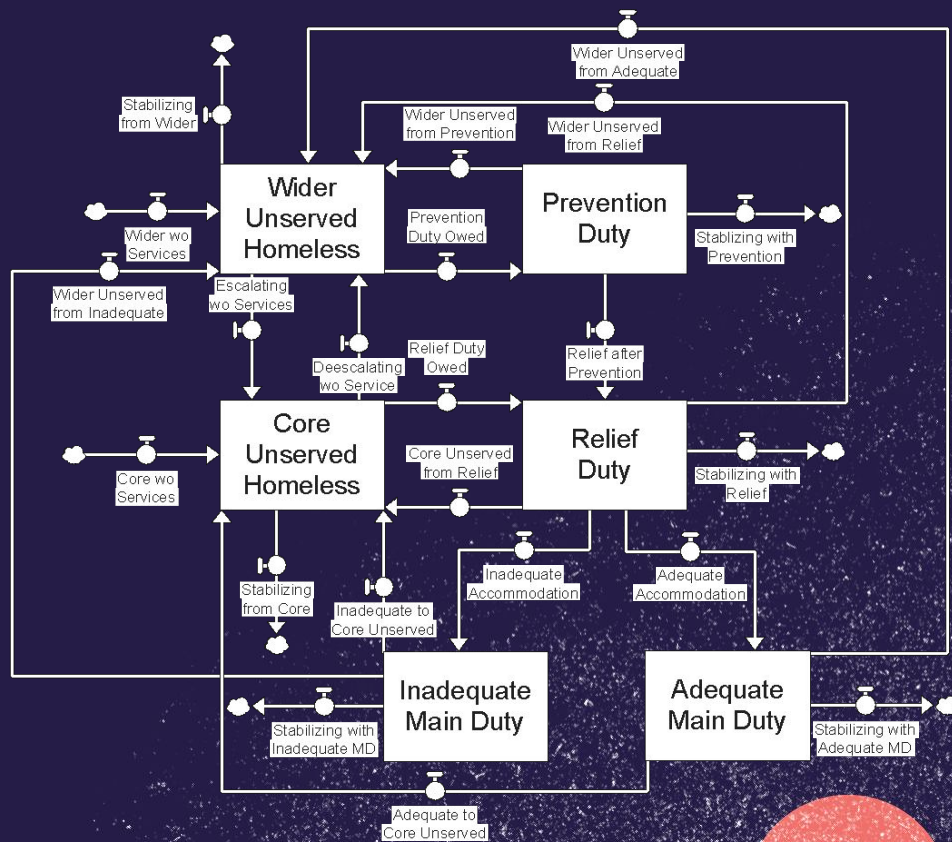 Wider Unserved
from Adequate
Stabilizing
from Wider
Wider Unserved
from Prevention
Wider Unserved
from Relief
Wider
Unserved
Homeless
Prevention
Duty
Wider wo
Services
Prevention
Duty Owed
Stablizing with
Prevention
Wider Unserved
from Inadequate
Escalating
wo Services
Deescalating
wo Service
Relief Duty
Owed
Relief after
Prevention
Core
Unserved
Homeless
Relief
Duty
Core wo
Services
Core Unserved
from Relief
Stabilizing with
Relief
Stabilizing
from Core
Inadequate to
Core Unserved
Inadequate
Accommodation
Adequate
Accommodation
Inadequate
Main Duty
Adequate
Main Duty
Stabilizing with
Inadequate MD
Stabilizing with
Adequate MD
Adequate to
Core Unserved